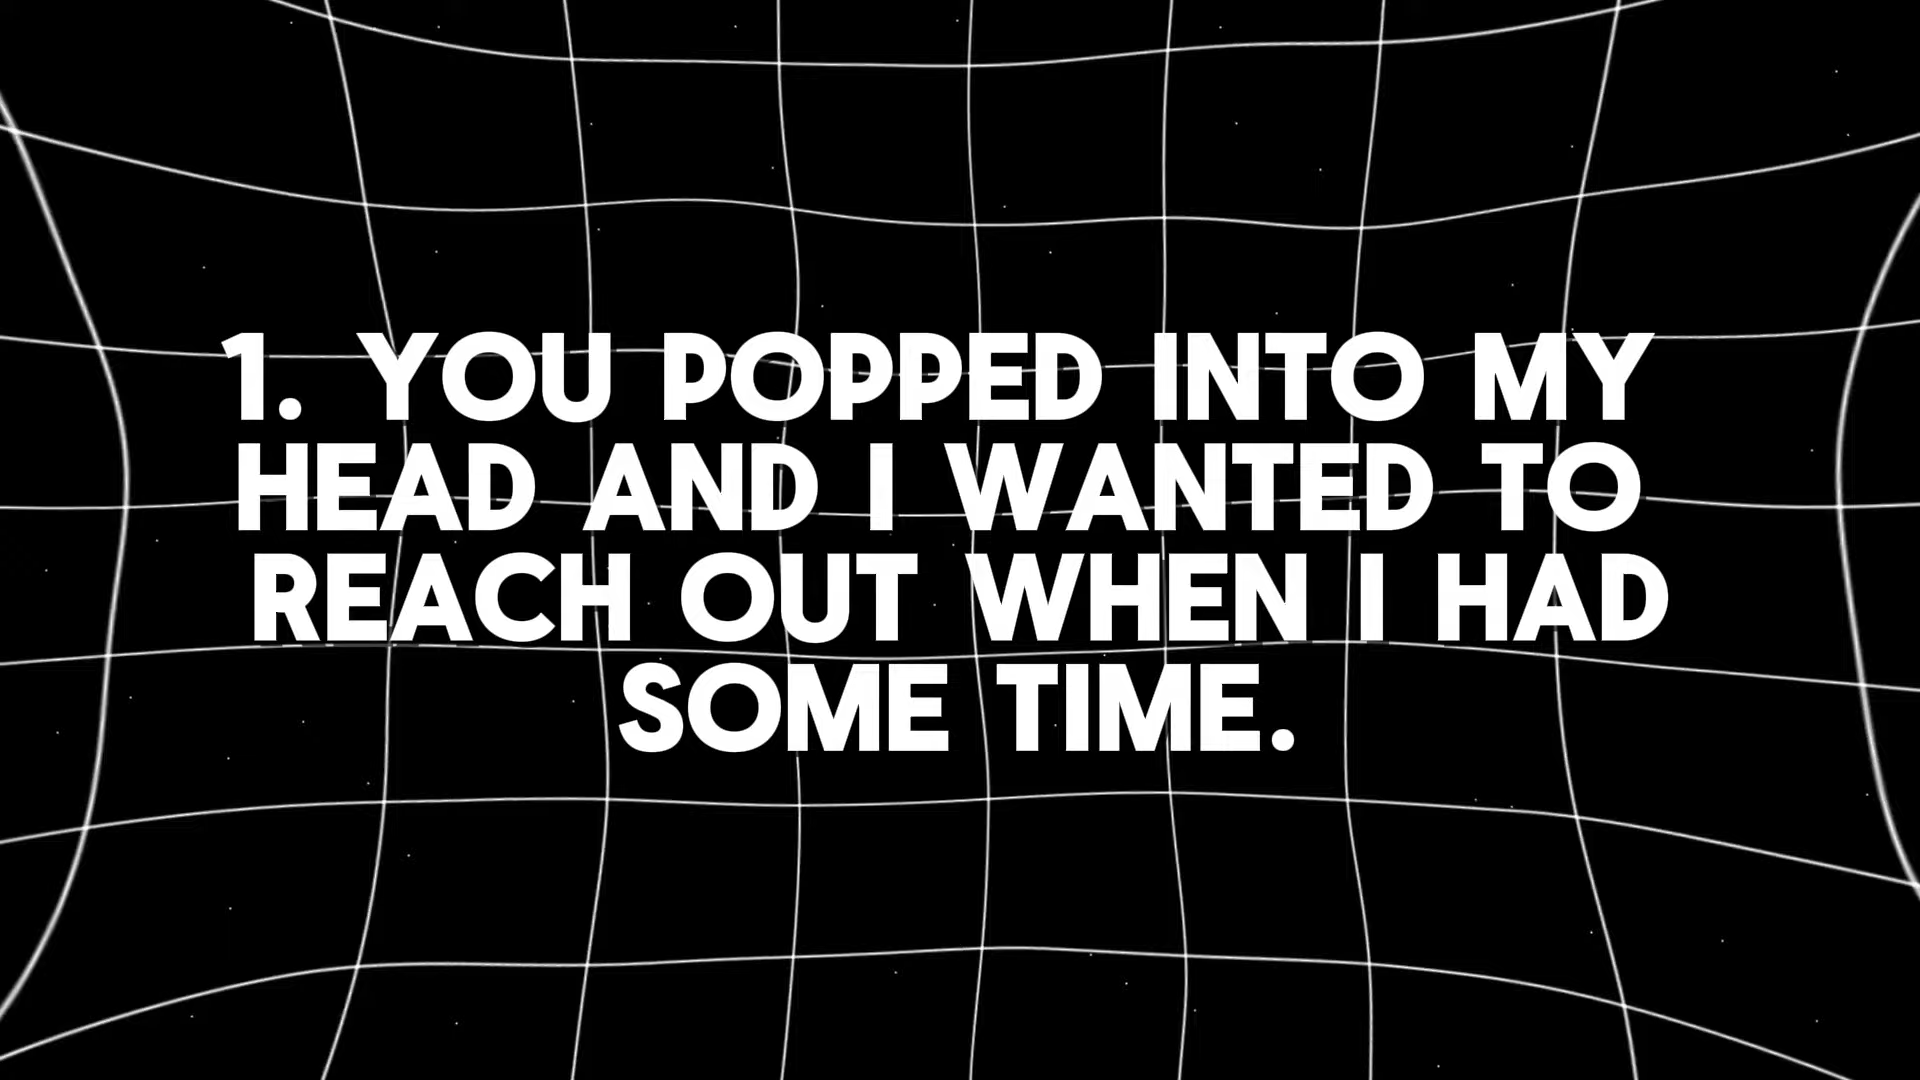 1. YOU POPPED INTO MY
HEAD AND I WANTED TO
REACH OUT WHEN I HAD
SOME TIME.